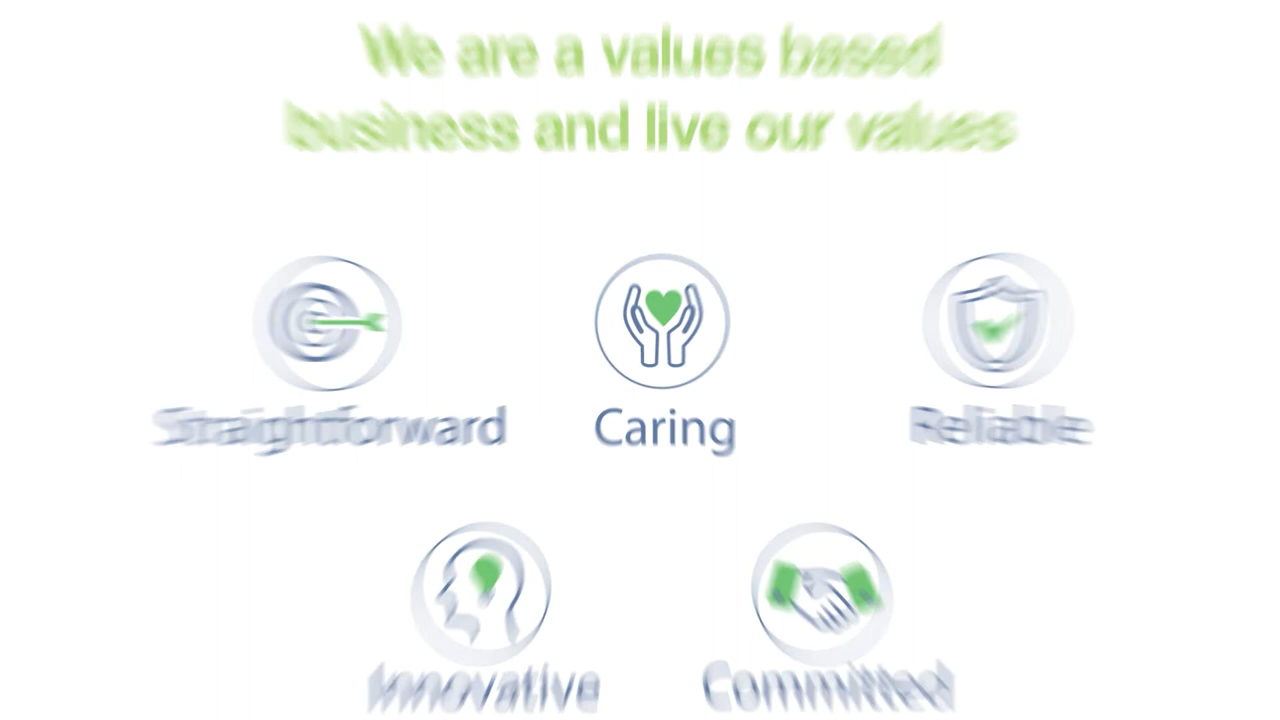 We are a values based
business and live our values
Straightforward
Caring
Reliable
Innovative
Committed